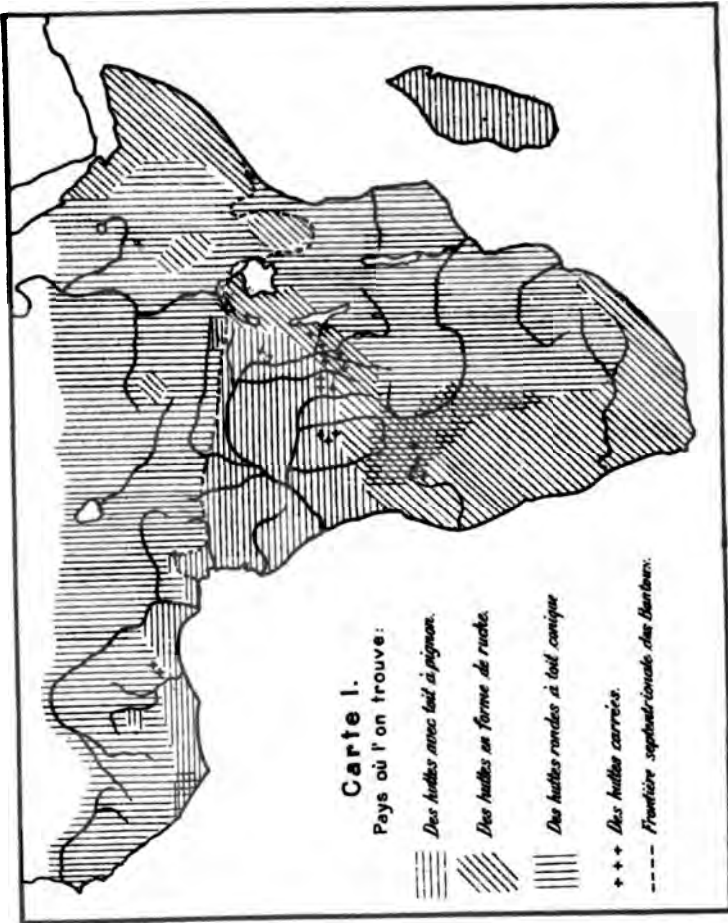 Carte I.
Pays où l'on trouve:
Des huttes avec toit à pignon.
Des huttes en forme de ruche.
Des huttes rondes à toit conique
+++ Des huttes carrées.
---- Frontière septentrionale des Bantous.